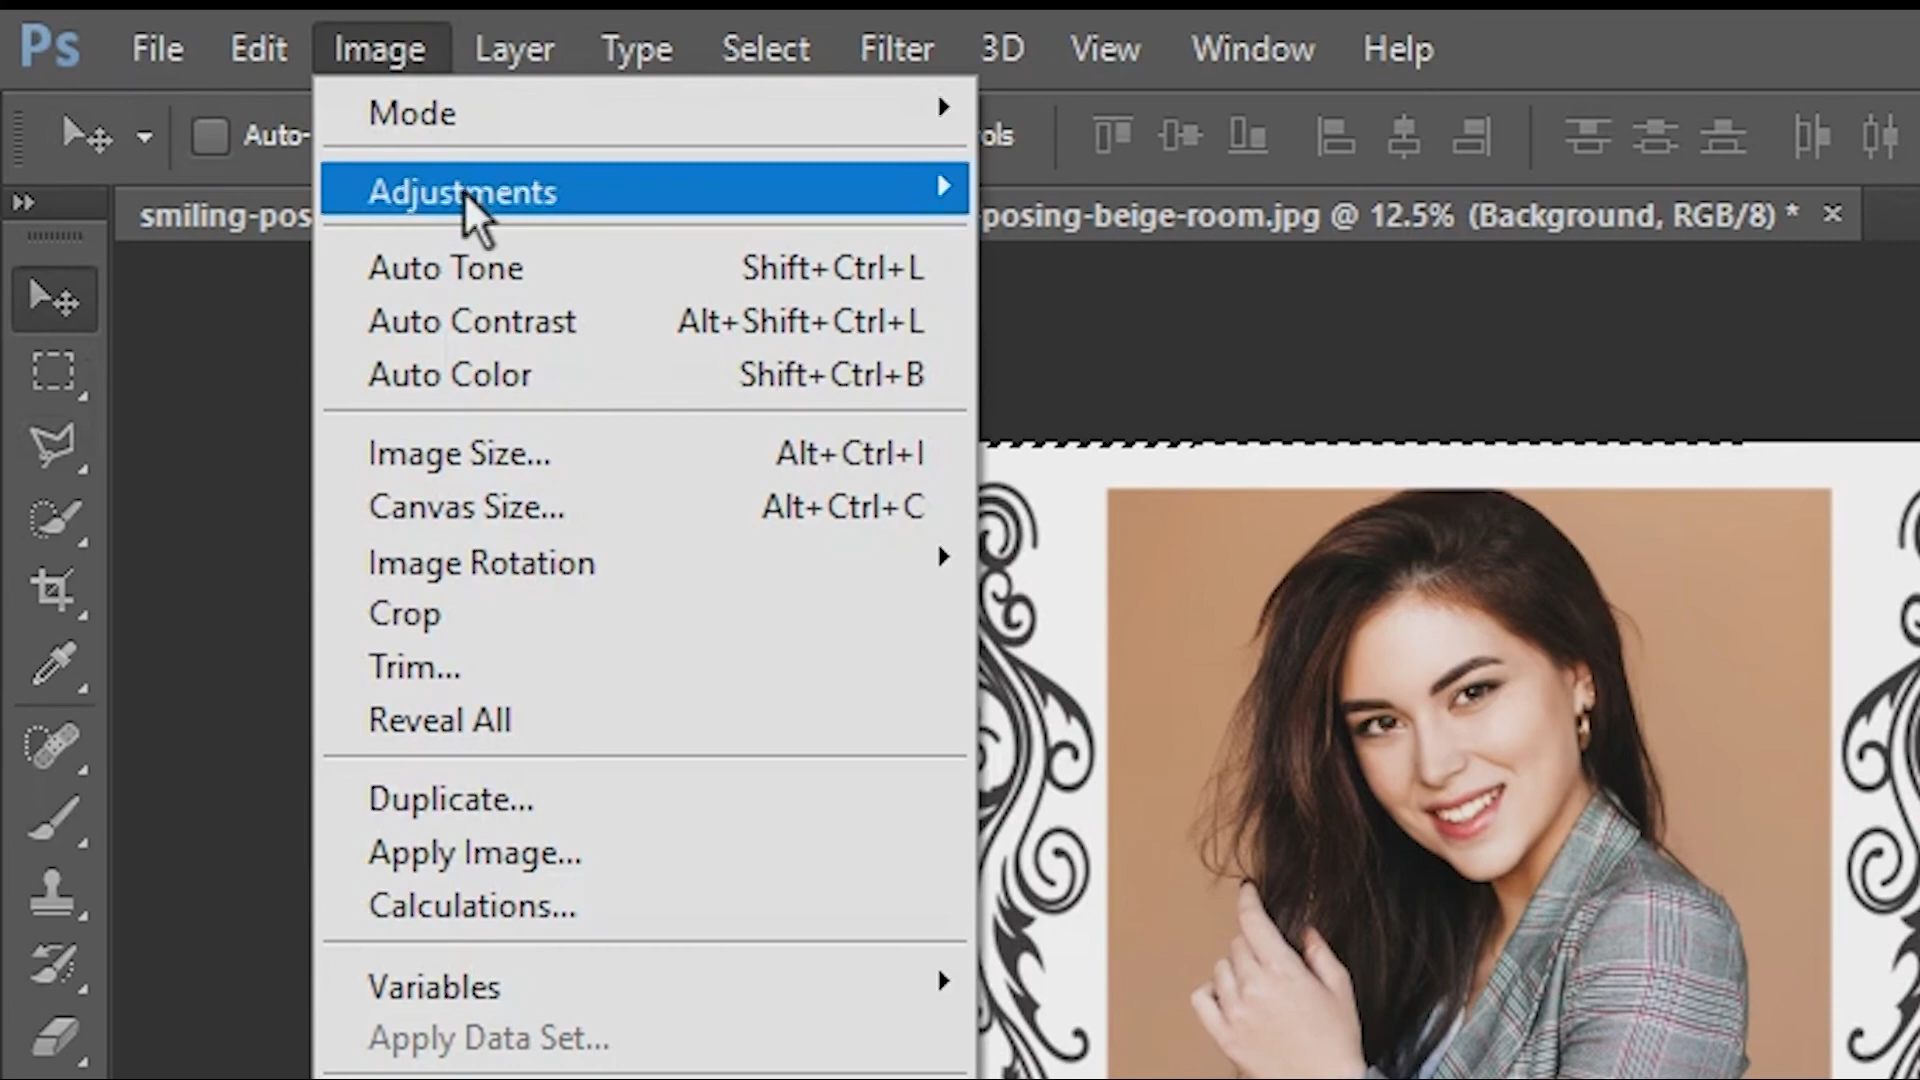 Ps File Edit Image Layer Type Select Filter 3D View Window Help
Auto-
ols
smiling-pos
posing-beige-room.jpg @ 12.5% (Background, RGB/8) *
Mode
Adjustments
Auto Tone Shift+Ctrl+L
Auto Contrast Alt+Shift+Ctrl+L
Auto Color Shift+Ctrl+B
Image Size... Alt+Ctrl+I
Canvas Size... Alt+Ctrl+C
Image Rotation
Crop
Trim...
Reveal All
Duplicate...
Apply Image...
Calculations...
Variables
Apply Data Set...